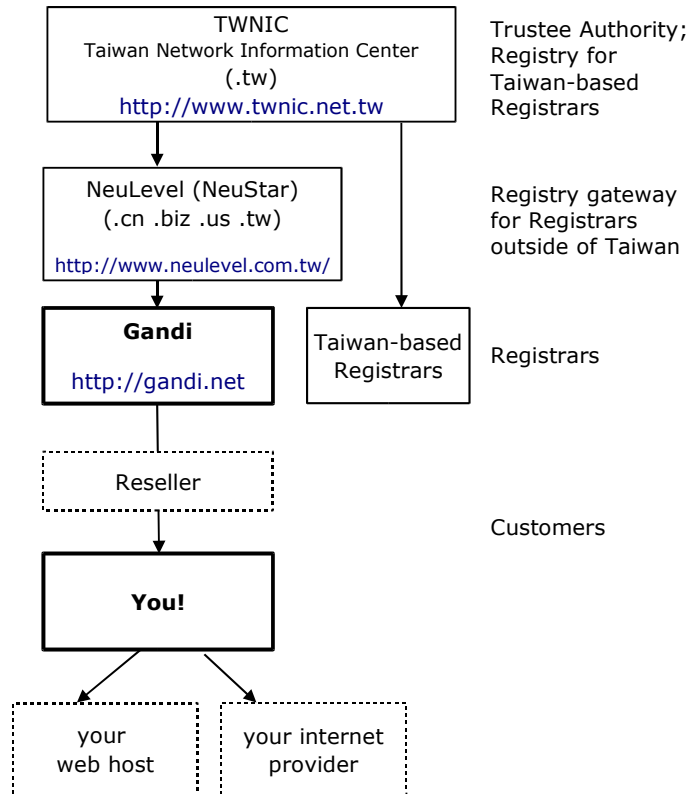 TWNIC
Taiwan Network Information Center
(.tw)
http://www.twnic.net.tw
Trustee Authority;
Registry for
Taiwan-based
Registrars
NeuLevel (NeuStar)
(.cn .biz .us .tw)
http://www.neulevel.com.tw/
Registry gateway
for Registrars
outside of Taiwan
Gandi
http://gandi.net
Taiwan-based
Registrars
Registrars
Reseller
Customers
You!
your
web host
your internet
provider